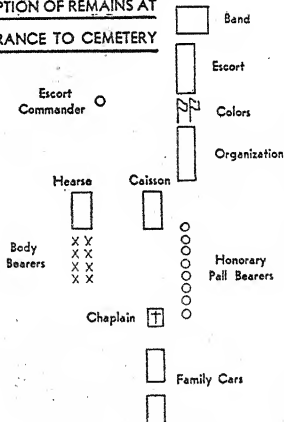 PTION OF REMAINS AT
RANCE TO CEMETERY
Band
Escort
Escort
Commander
Colors
Organization
Hearse Caisson
Body
Bearers
Honorary
Pall Bearers
Chaplain
Family Cars